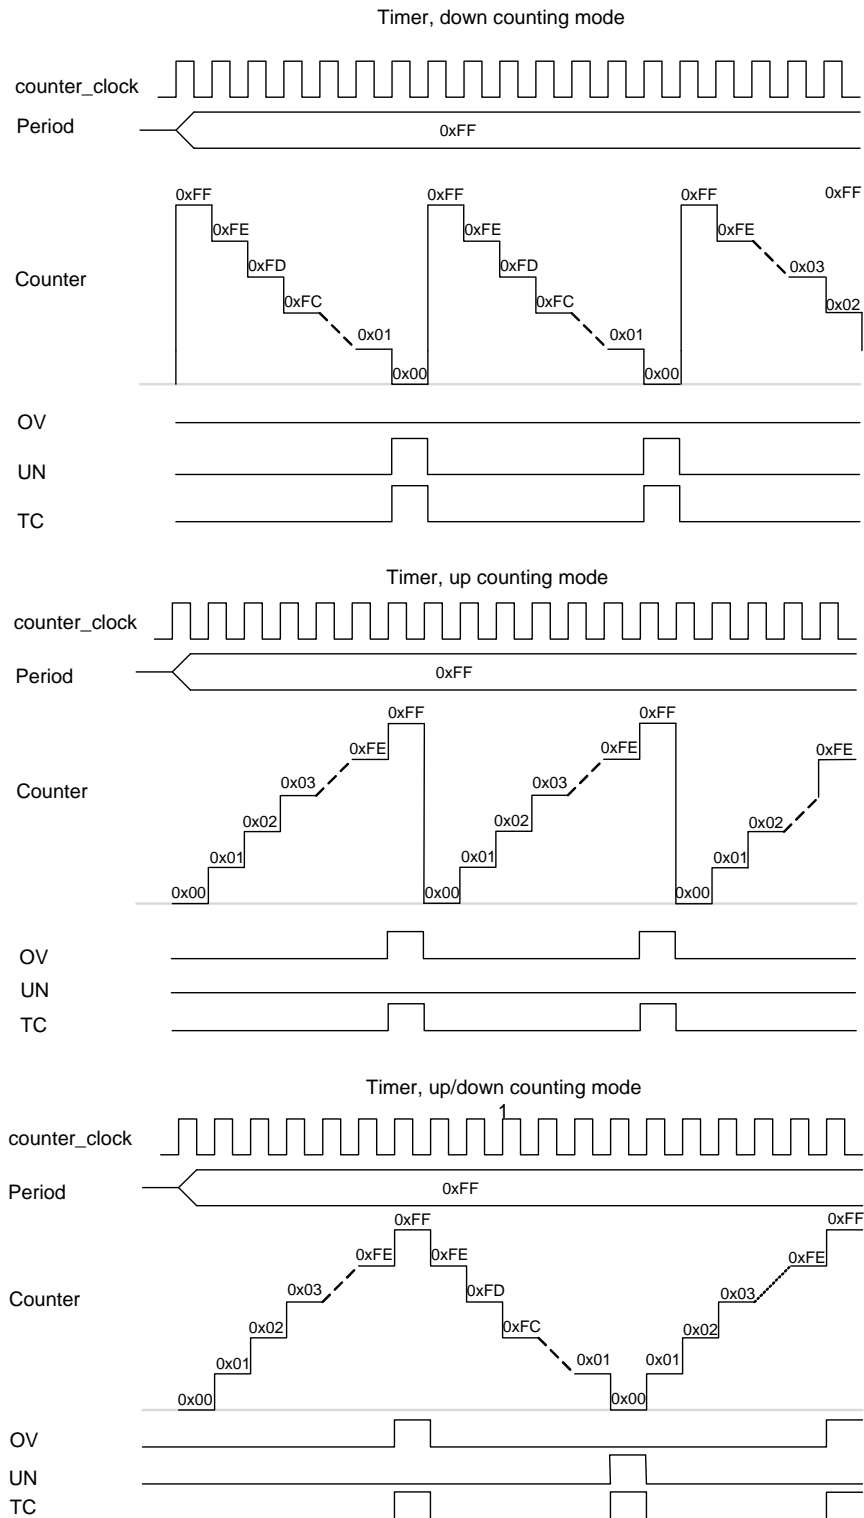 Timer, down counting mode
counter_clock
Period
0xFF
0xFF 0xFF 0xFF 0xFF
0xFE 0xFE 0xFE
0xFD 0xFD 0x03
Counter
0xFC 0xFC 0x02
0x01 0x01
0x00 0x00
OV
UN
TC
Timer, up counting mode
counter_clock
Period
0xFF
0xFF 0xFF
0xFE 0xFE 0xFE
0x03 0x03
Counter
0x02 0x02 0x02
0x01 0x01 0x01
0x00 0x00 0x00
OV
UN
TC
Timer, up/down counting mode
1
counter_clock
Period
0xFF
0xFF 0xFF
0xFE 0xFE 0xFE
0x03 0xFD 0x03
Counter
0x02 0xFC 0x02
0x01 0x01 0x01
0x00 0x00
OV
UN
TC